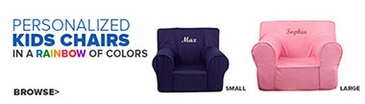 PERSONALIZED
KIDS CHAIRS
IN A RAINBOW OF COLORS
Max
Sophia
SMALL
LARGE
BROWSE>